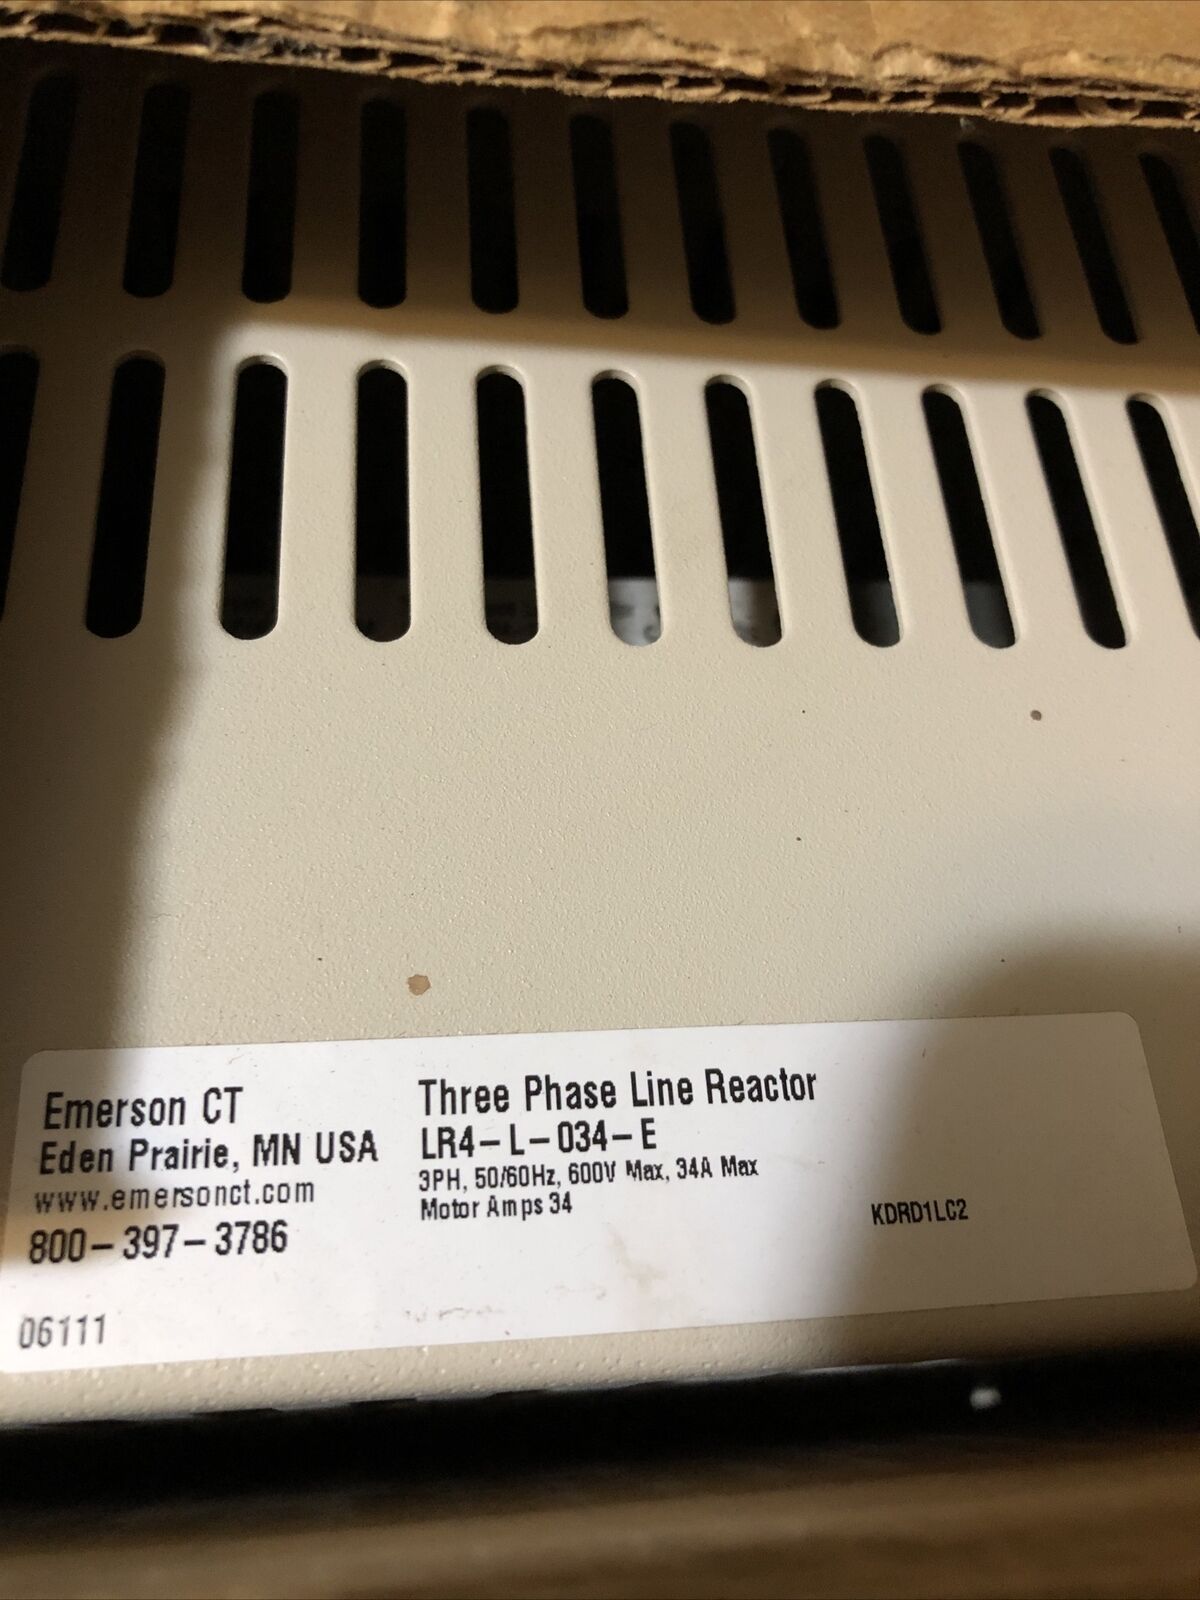 Emerson CT
Eden Prairie, MN USA
www.emersonct.com
800-397-3786
06111
Three Phase Line Reactor
LR4-L-034-E
3PH, 50/60Hz, 600V Max, 34A Max
Motor Amps 34
KDRD1LC2